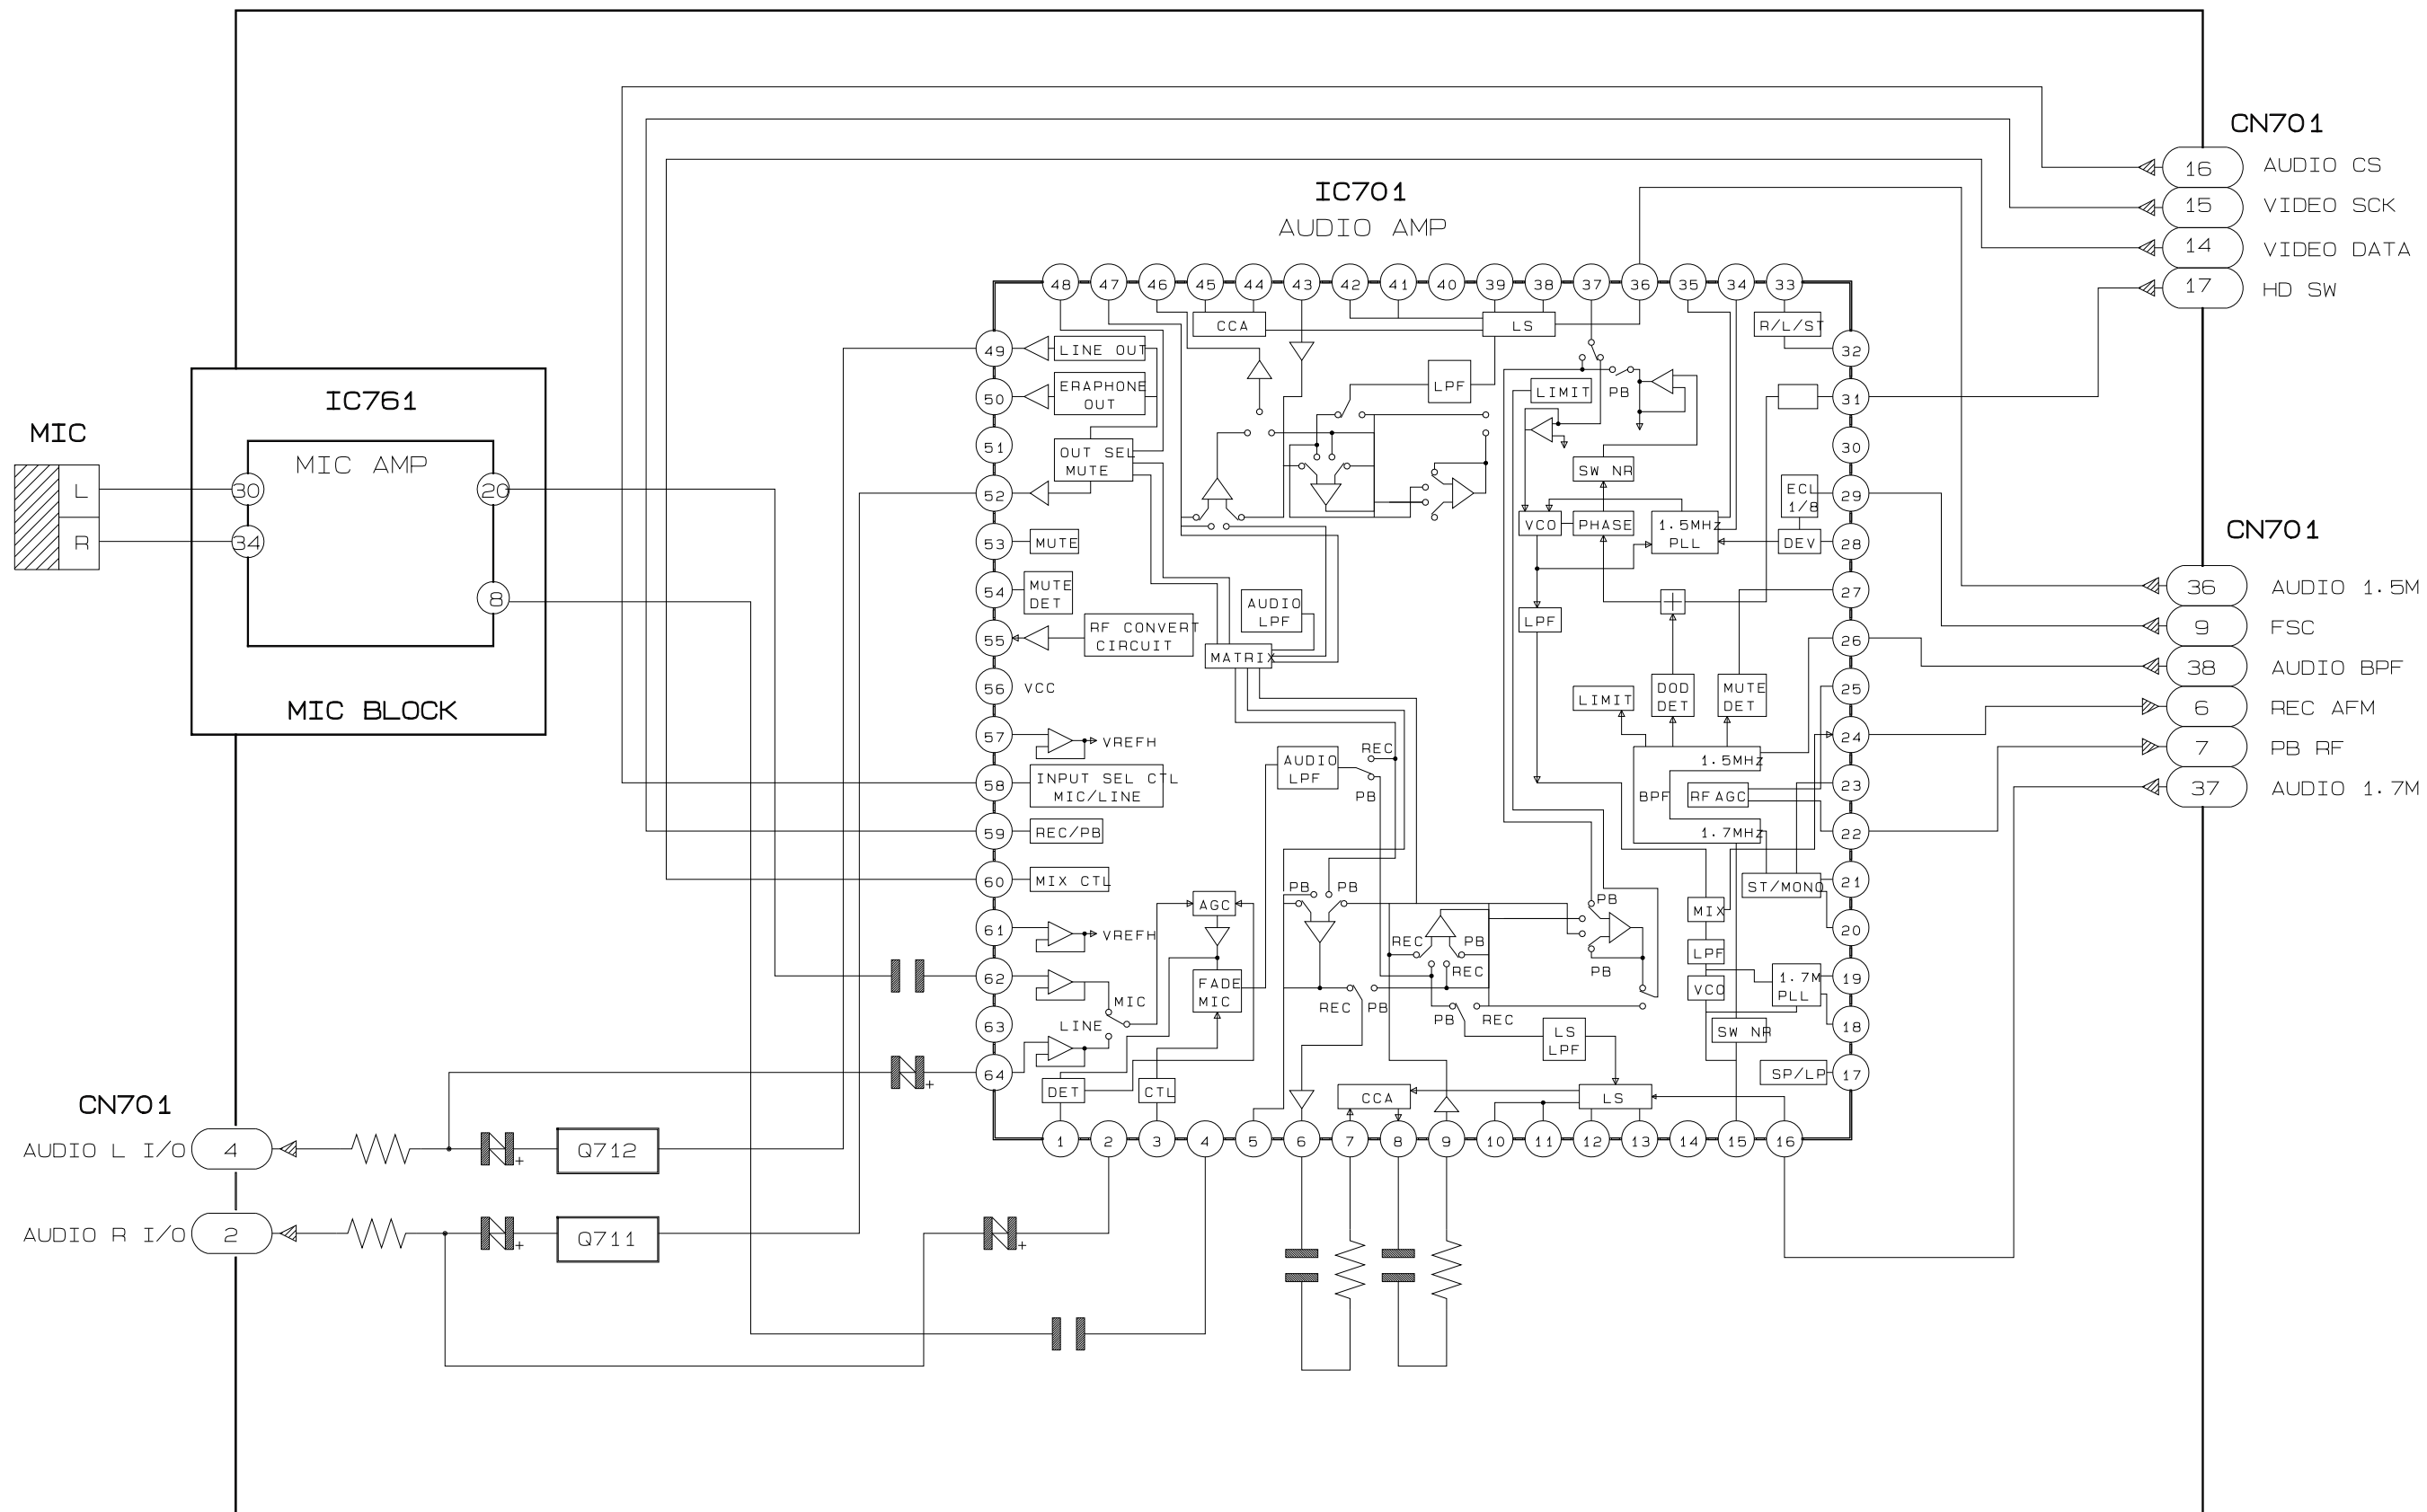 CN701
16 AUDIO CS
15 VIDEO SCK
14 VIDEO DATA
17 HD SW
IC701
AUDIO AMP
48 47 46 45 44 43 42 41 40 39 38 37 36 35 34 33
CCA
LS
R/L/ST
49 LINE OUT
32
50 ERAPHONE
OUT
LPF
LIMIT
PB
31
IC761
MIC AMP
MIC
L
R
30
34
20
8
MIC BLOCK
51
OUT SEL
MUTE
30
SW NR
52
ECL
1/8
29
VCO
PHASE
1.5MHz
PLL
53 MUTE
DEV
28
CN701
36 AUDIO 1.5M
9 FSC
38 AUDIO BPF
6 REC AFM
7 PB RF
37 AUDIO 1.7M
54 MUTE
DET
AUDIO
LPF
27
LPF
55 RF CONVERT
CIRCUIT
MATRIX
26
56 VCC
LIMIT
DOD
DET
MUTE
DET
25
57 VREFH
24
REC
AUDIO
LPF
PB
1.5MHz
58 INPUT SEL CTL
MIC/LINE
BPF
RF AGC
23
59 REC/PB
1.7MHz
22
60 MIX CTL
PB PB
ST/MONO
21
AGC
PB
MIX
61 VREFH
20
REC PB
LPF
62
FADE
MIC
REC
PB
1.7M
PLL
19
VCO
MIC
REC PB
63 LINE
PB REC
LS
LPF
SW NR
18
64
SP/LP
17
DET
CTL
CCA
LS
1 2 3 4 5 6 7 8 9 10 11 12 13 14 15 16
CN701
AUDIO L I/O 4
+
Q712
+
AUDIO R I/O 2
+
Q711
+